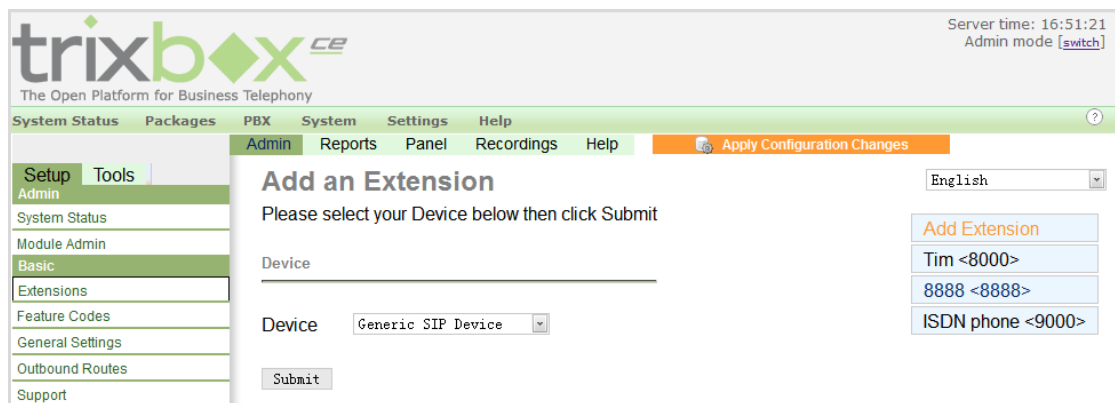 Server time: 16:51:21
Admin mode [switch]
trixbox ce
The Open Platform for Business Telephony
System Status Packages PBX System Settings Help ?
Admin Reports Panel Recordings Help Apply Configuration Changes
Setup Tools
Admin
System Status
Module Admin
Basic
Extensions
Feature Codes
General Settings
Outbound Routes
Support
Add an Extension
Please select your Device below then click Submit
Device
Device Generic SIP Device
Submit
English
Add Extension
Tim <8000>
8888 <8888>
ISDN phone <9000>